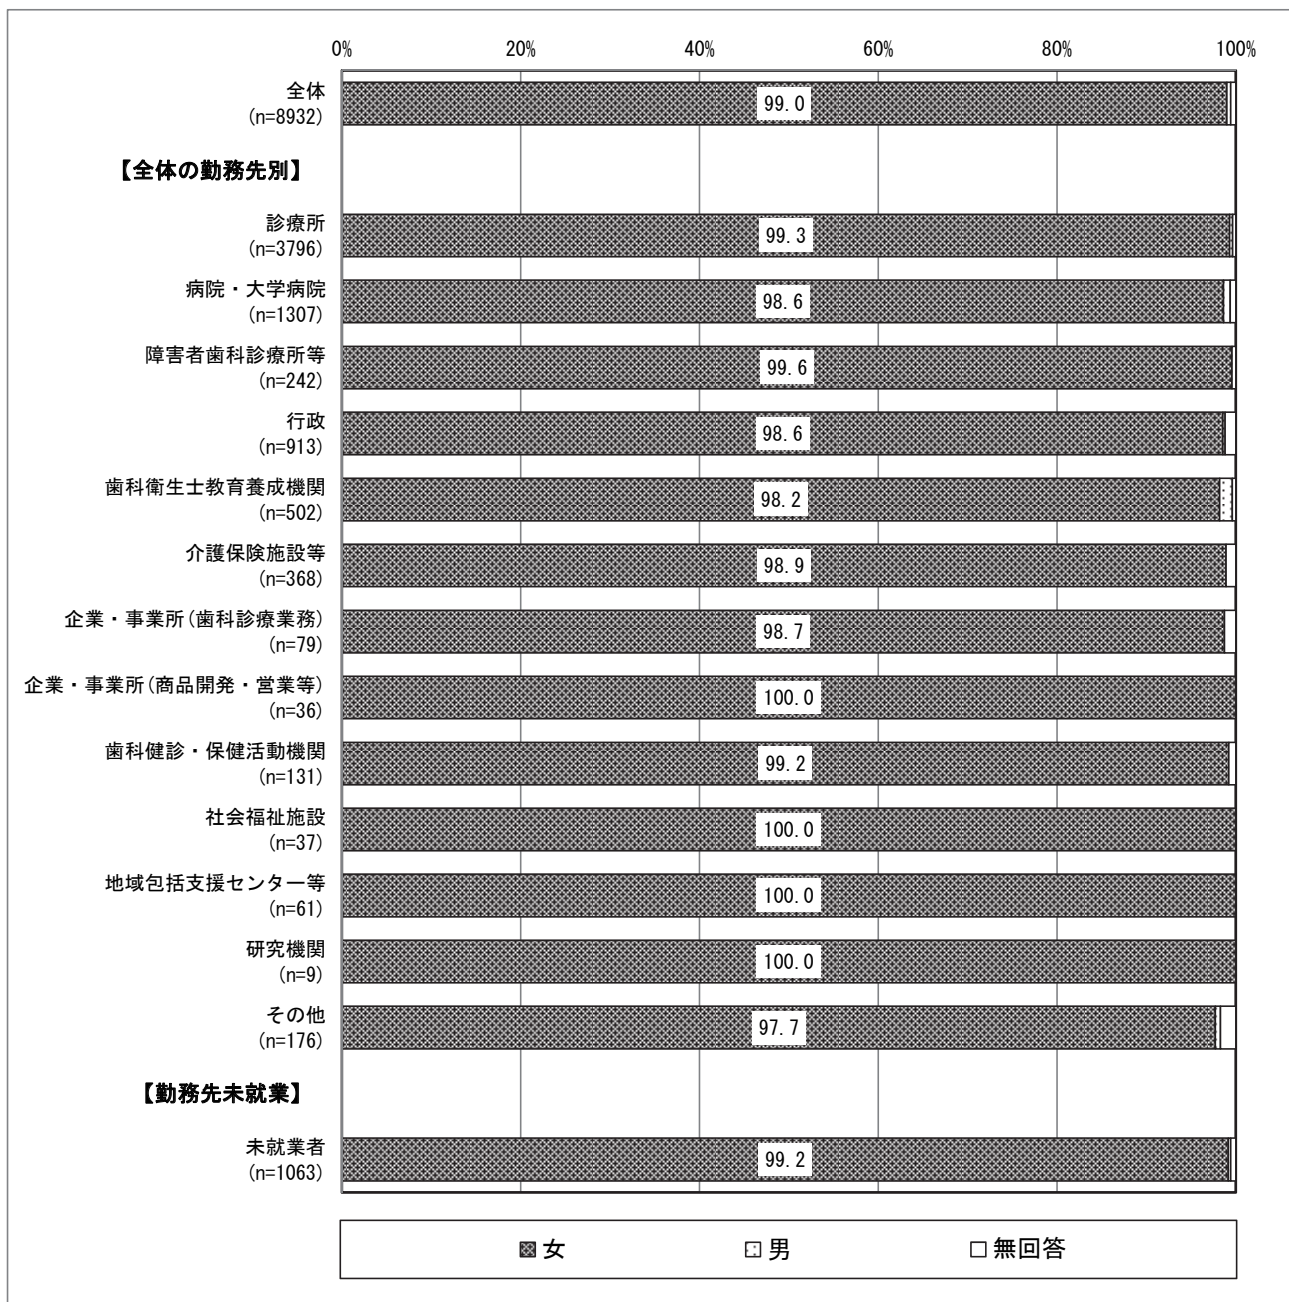 0% 20% 40% 60% 80% 100%
全体
(n=8932)
99.0
【全体の勤務先別】
診療所
(n=3796)
99.3
病院・大学病院
(n=1307)
98.6
障害者歯科診療所等
(n=242)
99.6
行政
(n=913)
98.6
歯科衛生士教育養成機関
(n=502)
98.2
介護保険施設等
(n=368)
98.9
企業・事業所(歯科診療業務)
(n=79)
98.7
企業・事業所(商品開発・営業等)
(n=36)
100.0
歯科健診・保健活動機関
(n=131)
99.2
社会福祉施設
(n=37)
100.0
地域包括支援センター等
(n=61)
100.0
研究機関
(n=9)
100.0
その他
(n=176)
97.7
【勤務先未就業】
未就業者
(n=1063)
99.2
女 男 無回答